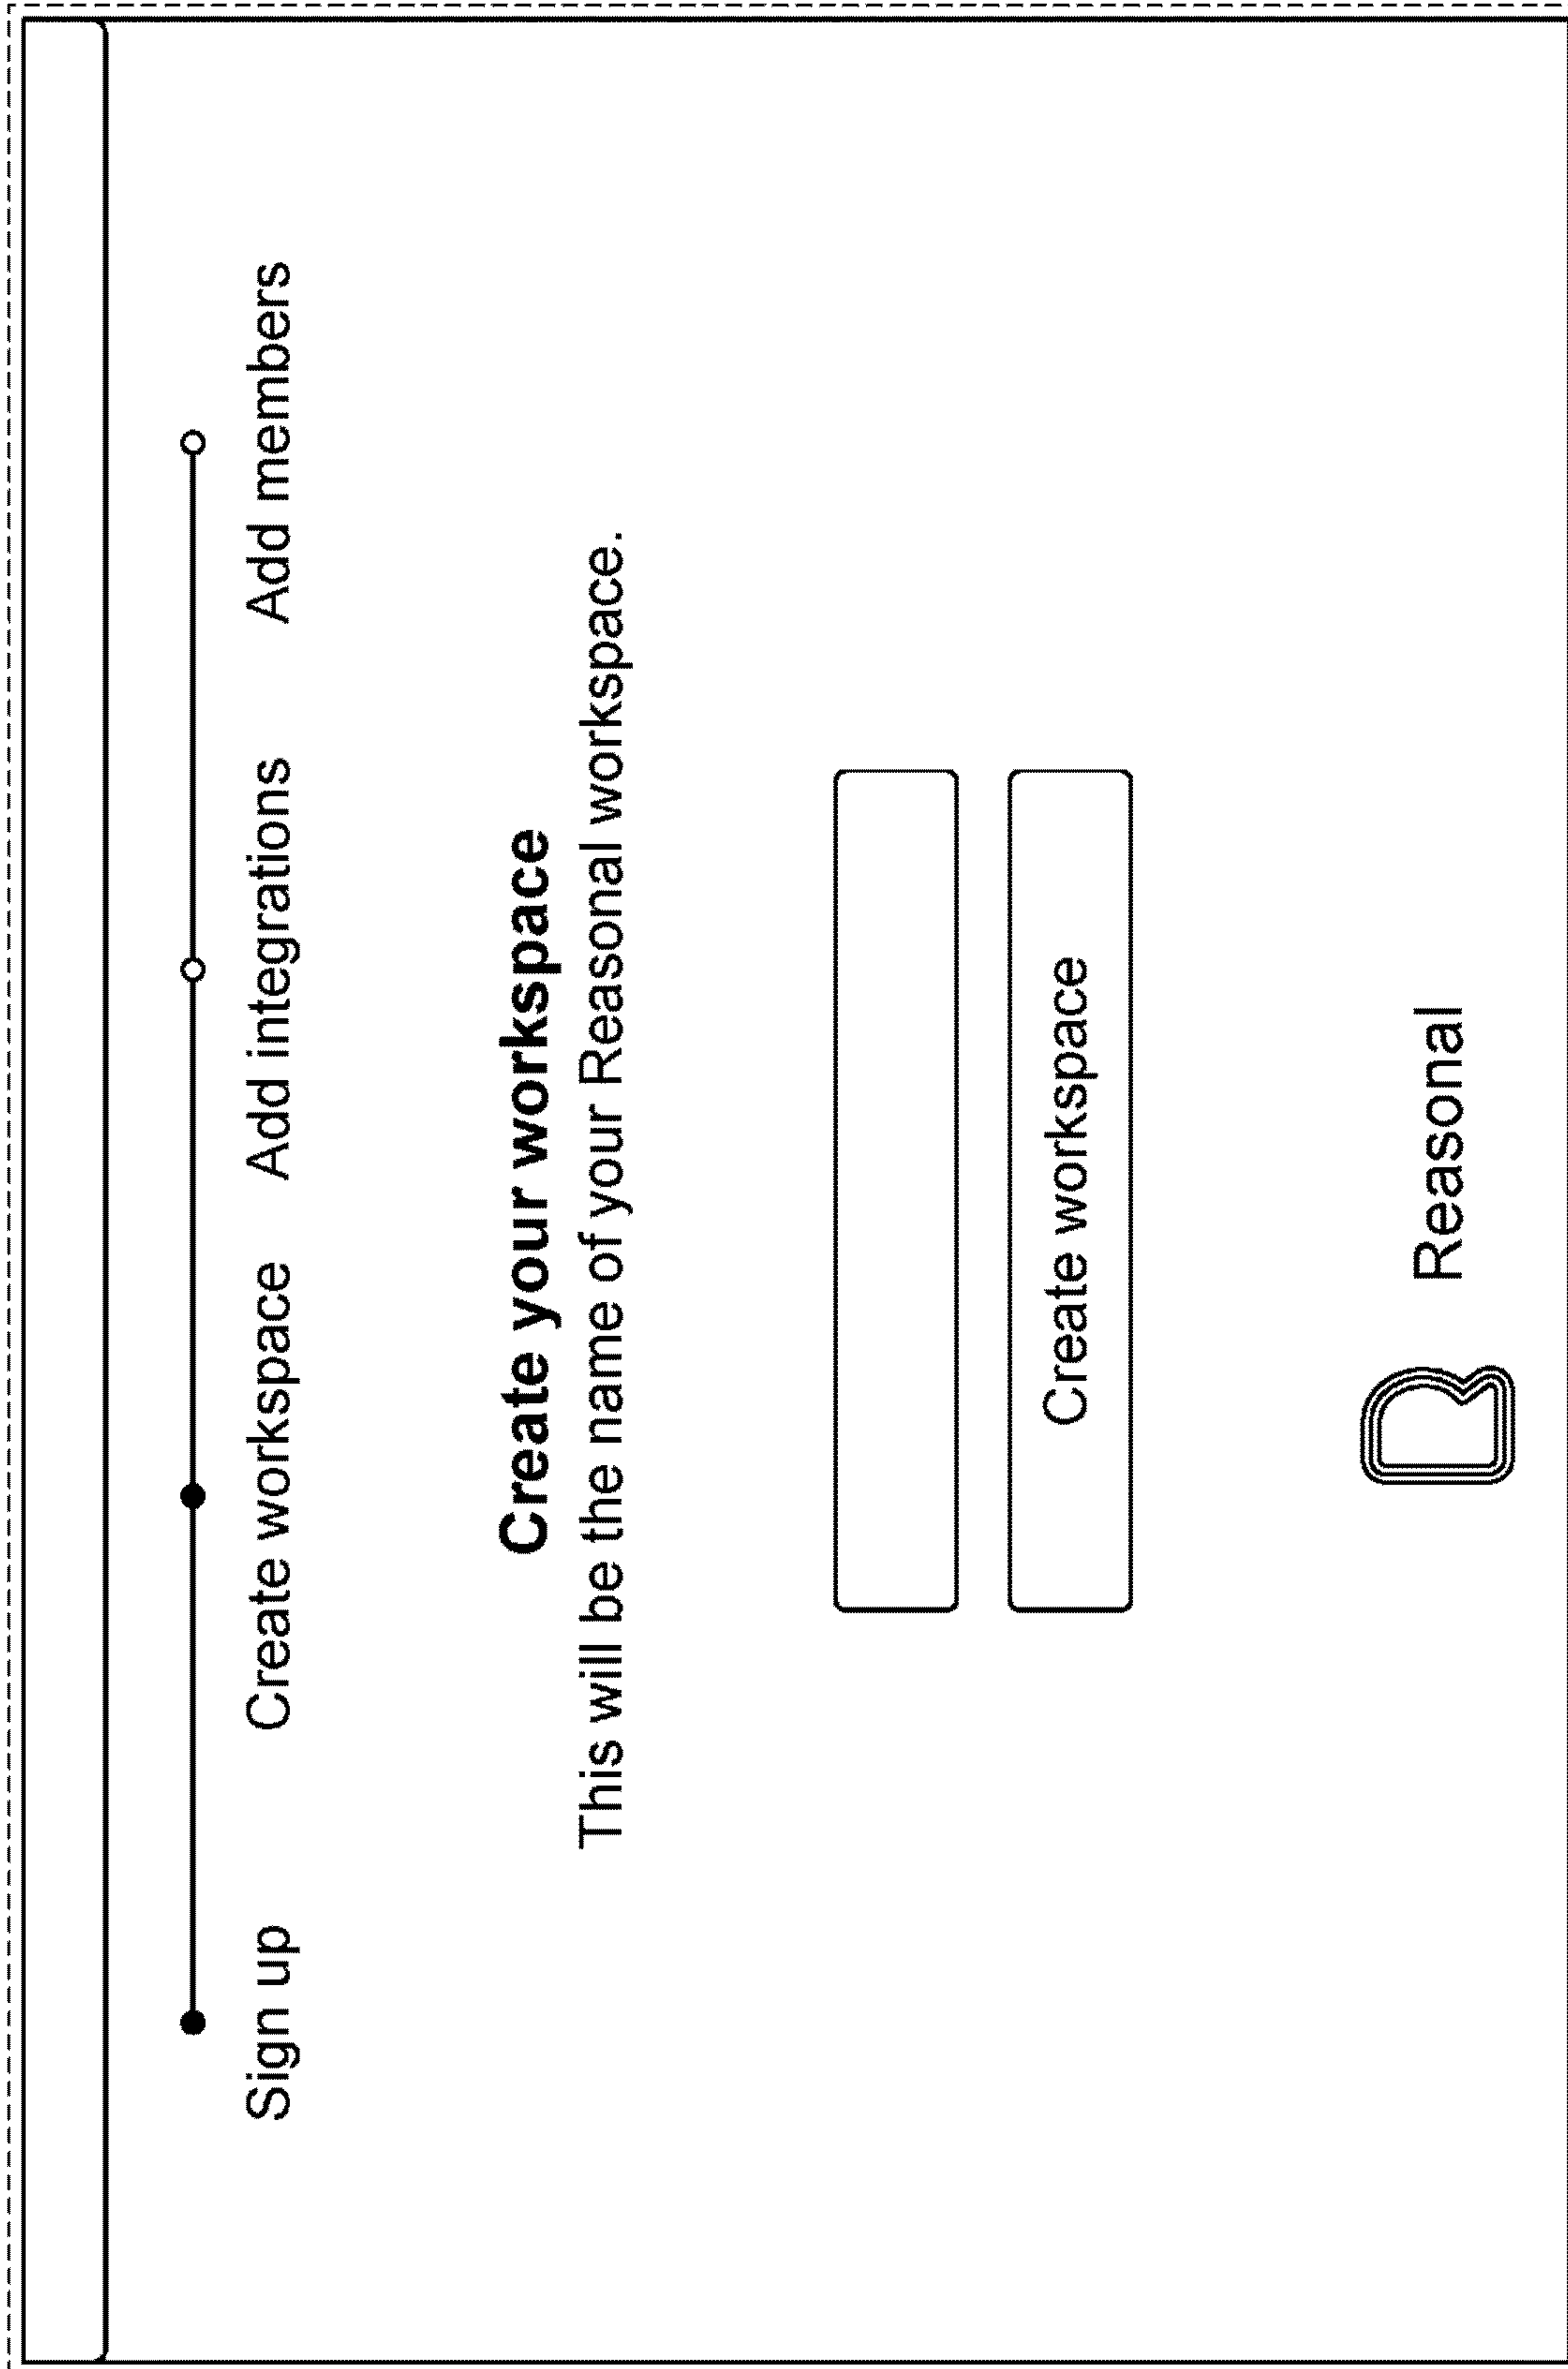 Sign up Create workspace Add integrations Add members
Create your workspace
This will be the name of your Reasonal workspace.
Create workspace
Reasonal